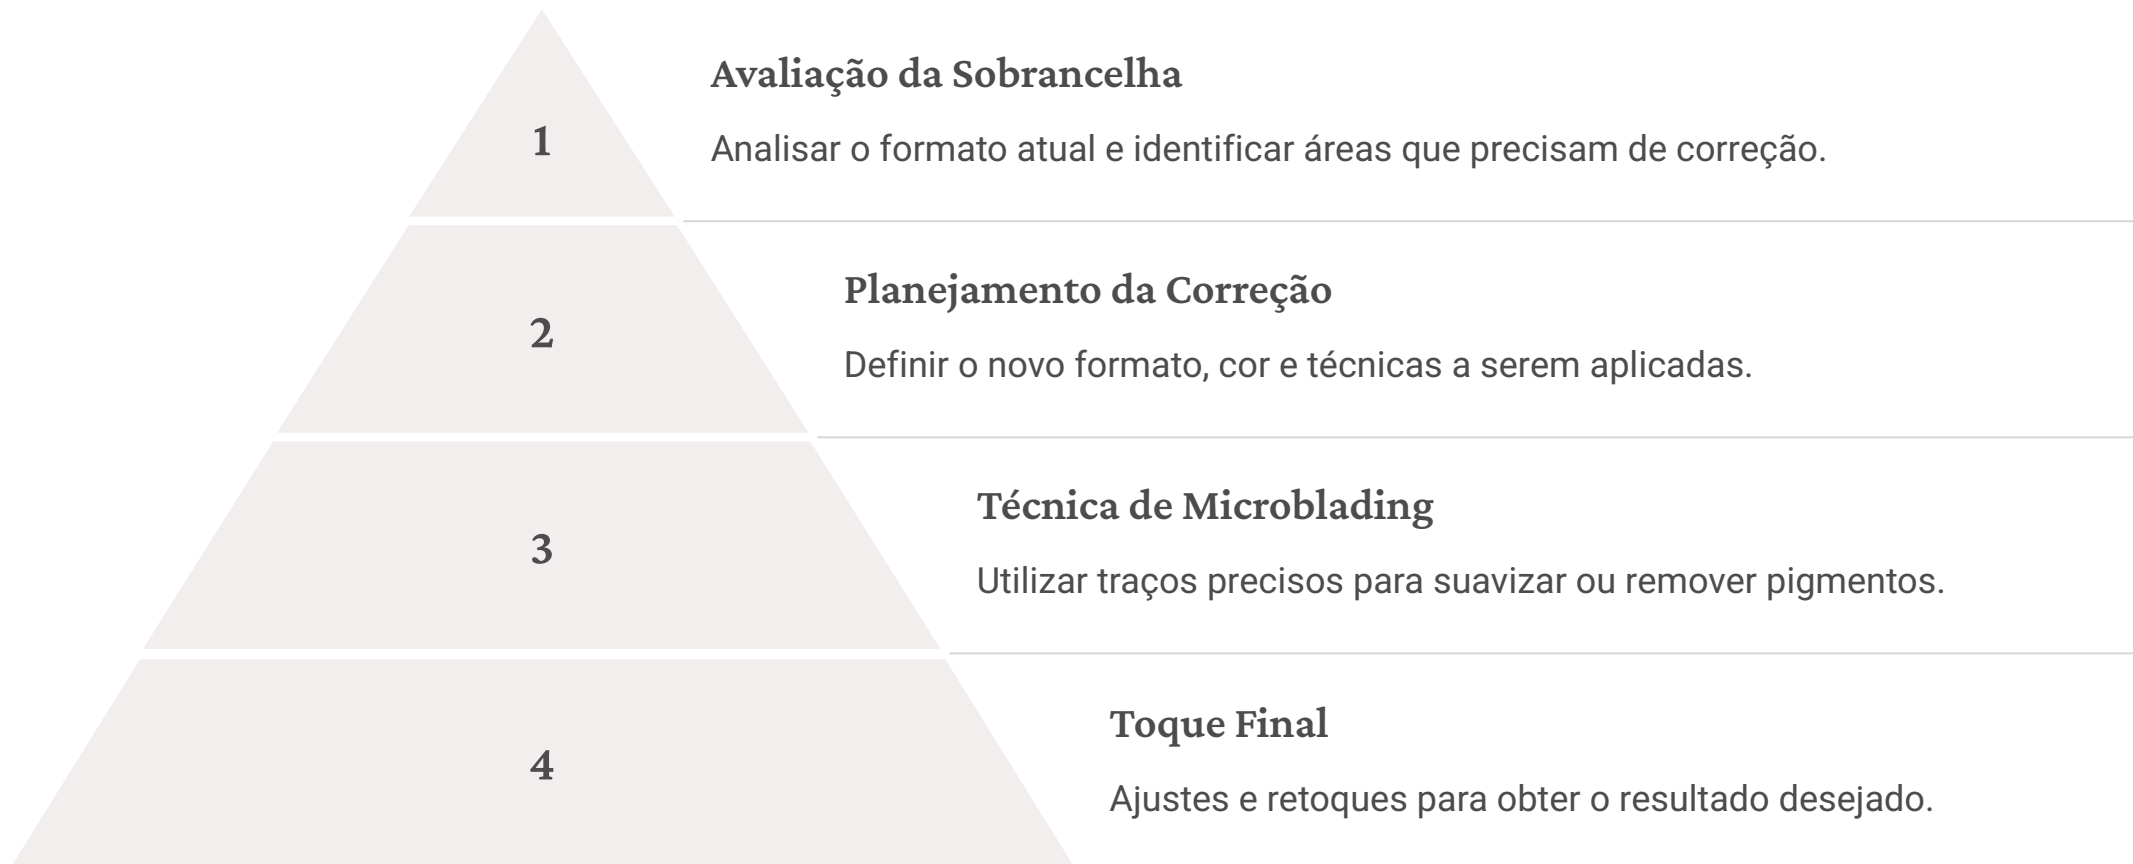 1
Avaliação da Sobrancelha
Analisar o formato atual e identificar áreas que precisam de correção.
2
Planejamento da Correção
Definir o novo formato, cor e técnicas a serem aplicadas.
3
Técnica de Microblading
Utilizar traços precisos para suavizar ou remover pigmentos.
4
Toque Final
Ajustes e retoques para obter o resultado desejado.